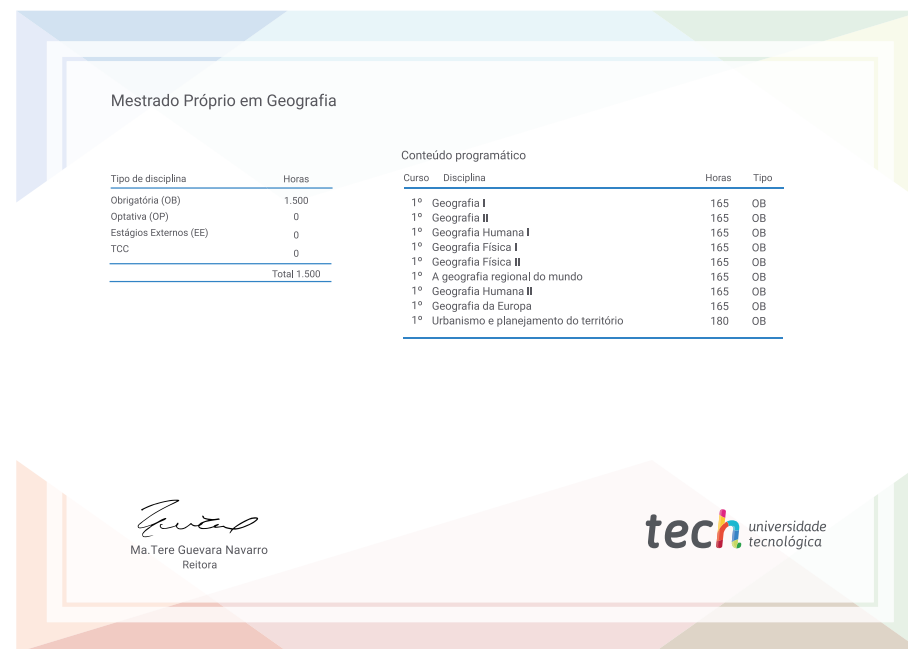 Mestrado Próprio em Geografia
Tipo de disciplina Horas
Obrigatória (OB) 1.500
Optativa (OP) 0
Estágios Externos (EE) 0
TCC 0
Total 1.500
Conteúdo programático
Curso Disciplina Horas Tipo
1º Geografia I 165 OB
1º Geografia II 165 OB
1º Geografia Humana I 165 OB
1º Geografia Física I 165 OB
1º Geografia Física II 165 OB
1º A geografia regional do mundo 165 OB
1º Geografia Humana II 165 OB
1º Geografia da Europa 165 OB
1º Urbanismo e planejamento do território 180 OB
Ma.Tere Guevara Navarro
Reitora
tech universidade
tecnológica